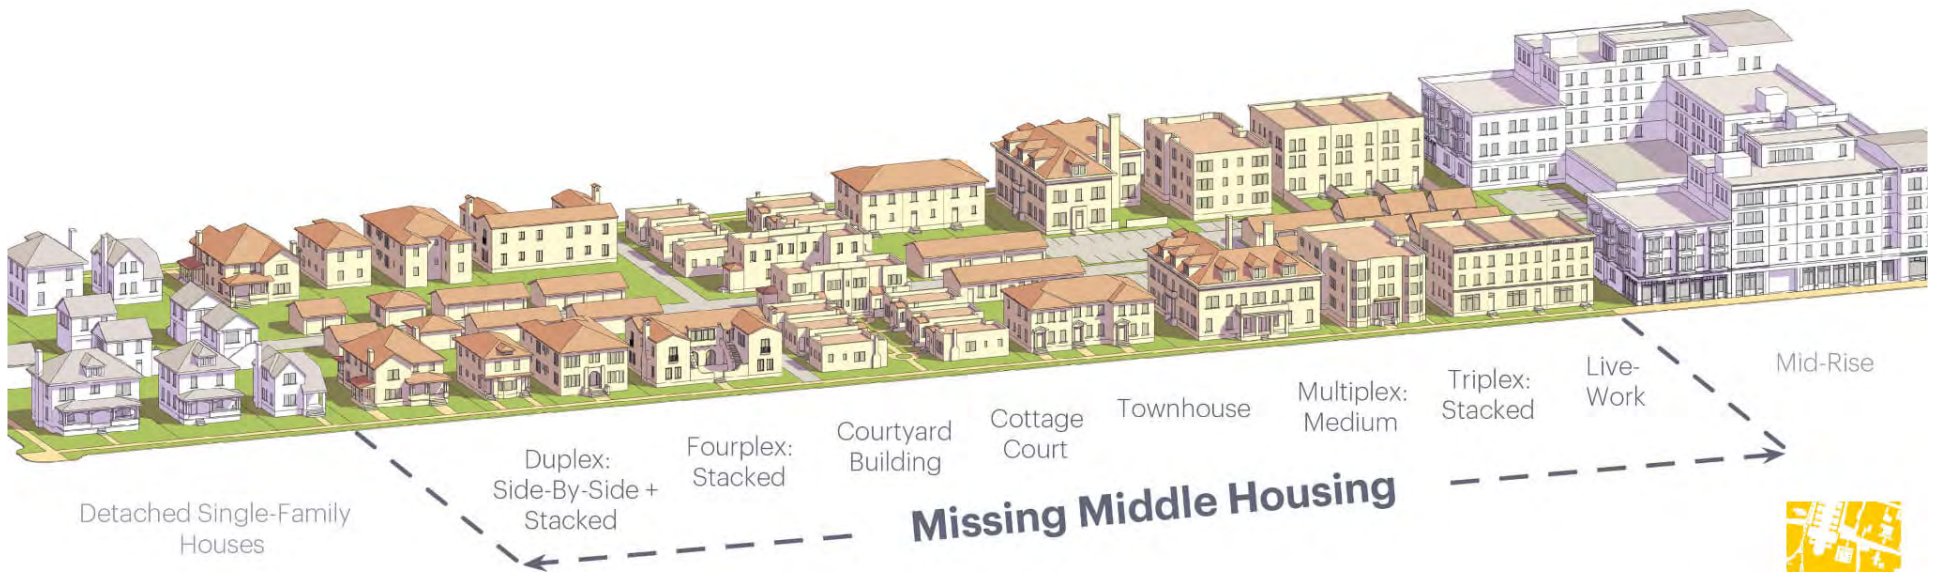 Detached Single-Family
Houses
Duplex:
Side-By-Side +
Stacked
Fourplex:
Stacked
Courtyard
Building
Cottage
Court
Townhouse
Multiplex:
Medium
Triplex:
Stacked
Live-
Work
Mid-Rise
Missing Middle Housing